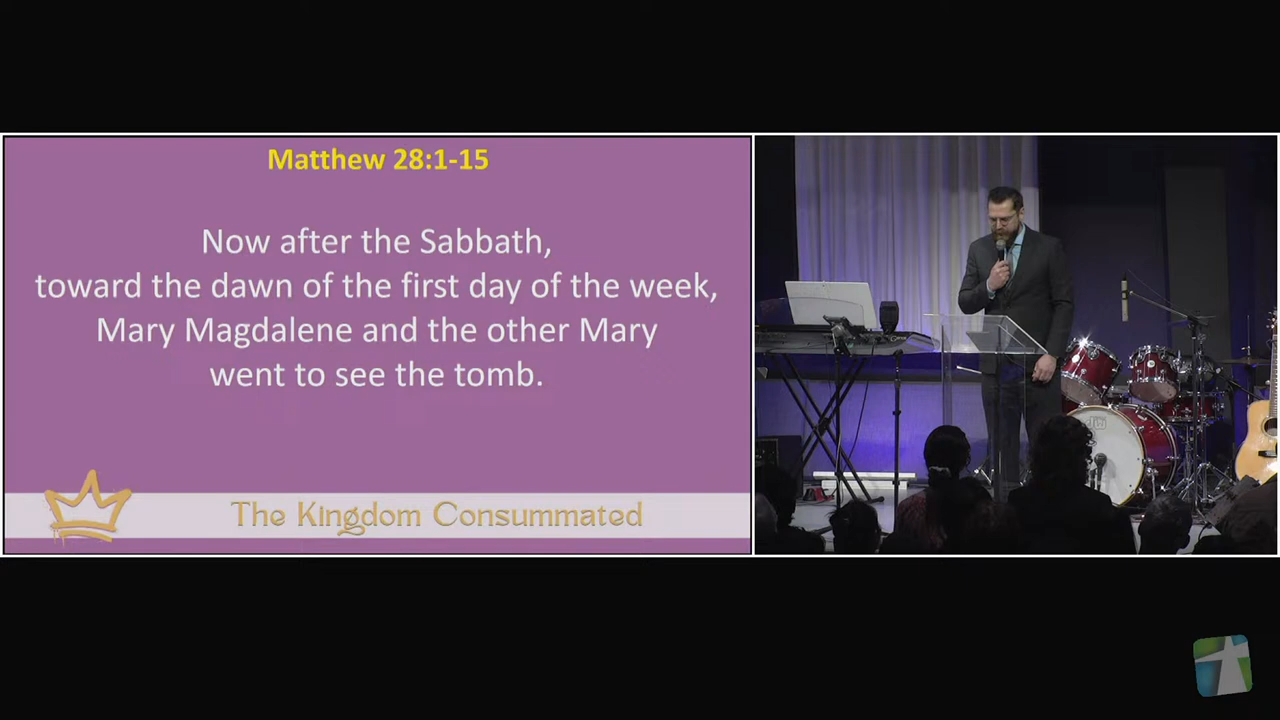 Matthew 28:1-15
Now after the Sabbath,
toward the dawn of the first day of the week,
Mary Magdalene and the other Mary
went to see the tomb.
The Kingdom Consummated